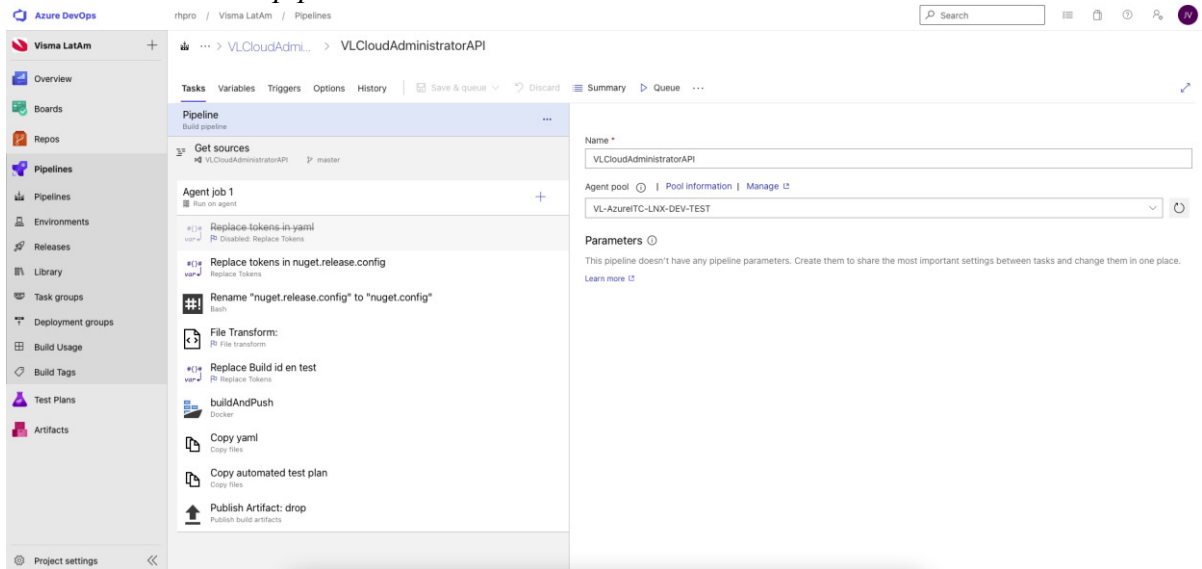 Azure DevOps
rhpro / Visma LatAm / Pipelines
Search
JV
Visma LatAm
··· > VLCloudAdmi... > VLCloudAdministratorAPI
Overview
Boards
Repos
Pipelines
Pipelines
Environments
Releases
Library
Task groups
Deployment groups
Build Usage
Build Tags
Test Plans
Artifacts
Project settings
Tasks Variables Triggers Options History Save & queue Discard Summary Queue ···
Pipeline
Build pipeline
Get sources
VLCloudAdministratorAPI master
Agent job 1
Run on agent
Replace tokens in yaml
Disabled: Replace Tokens
Replace tokens in nuget.release.config
Replace Tokens
Rename "nuget.release.config" to "nuget.config"
Bash
File Transform:
File transform
Replace Build id en test
Replace Tokens
buildAndPush
Docker
Copy yaml
Copy files
Copy automated test plan
Copy files
Publish Artifact: drop
Publish build artifacts
Name *
VLCloudAdministratorAPI
Agent pool | Pool information | Manage
VL-AzureITC-LNX-DEV-TEST
Parameters
This pipeline doesn't have any pipeline parameters. Create them to share the most important settings between tasks and change them in one place.
Learn more